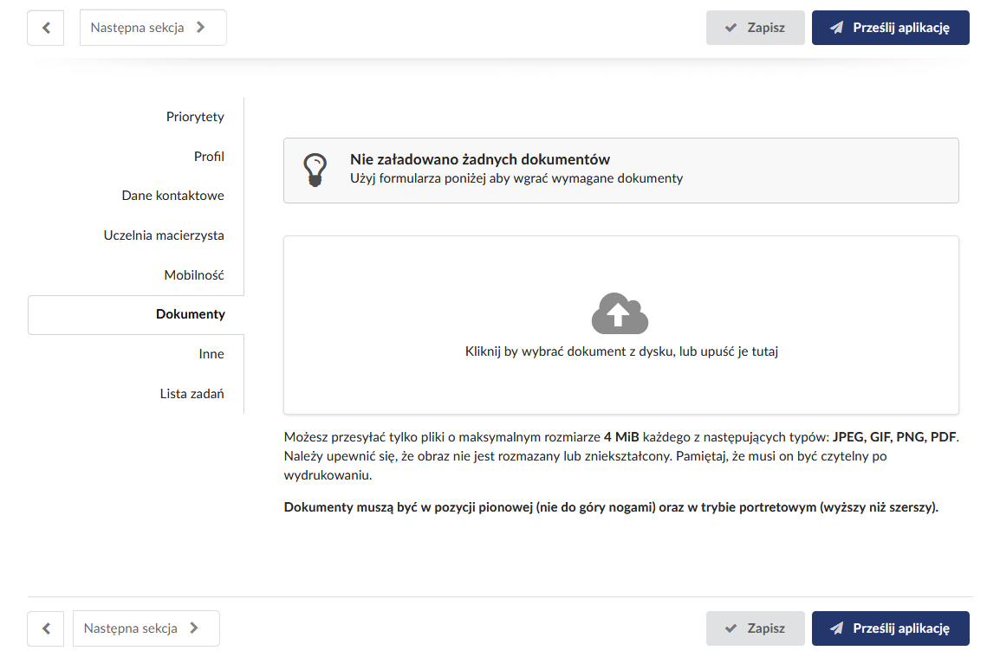 Następna sekcja
Zapisz
Prześlij aplikację
Priorytety
Profil
Dane kontaktowe
Uczelnia macierzysta
Mobilność
Dokumenty
Inne
Lista zadań
Nie załadowano żadnych dokumentów
Użyj formularza poniżej aby wgrać wymagane dokumenty
Kliknij by wybrać dokument z dysku, lub upuść je tutaj
Możesz przesyłać tylko pliki o maksymalnym rozmiarze 4 MiB każdego z następujących typów: JPEG, GIF, PNG, PDF.
Należy upewnić się, że obraz nie jest rozmazany lub zniekształcony. Pamiętaj, że musi on być czytelny po
wydrukowaniu.
Dokumenty muszą być w pozycji pionowej (nie do góry nogami) oraz w trybie portretowym (wyższy niż szerszy).
Następna sekcja
Zapisz
Prześlij aplikację